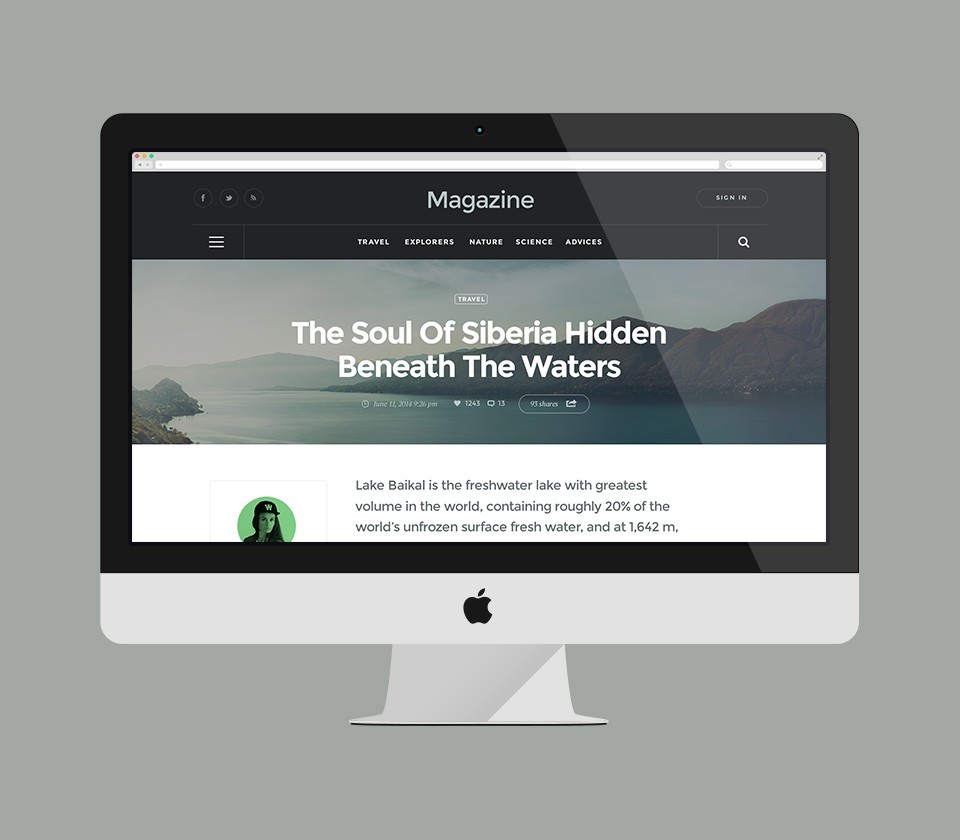 Magazine
SIGN IN
TRAVEL EXPLORERS NATURE SCIENCE ADVICES
TRAVEL
The Soul Of Siberia Hidden
Beneath The Waters
June 11, 2014 9:26 pm 1243 13 93 shares
Lake Baikal is the freshwater lake with greatest
volume in the world, containing roughly 20% of the
world's unfrozen surface fresh water, and at 1,642 m,
W